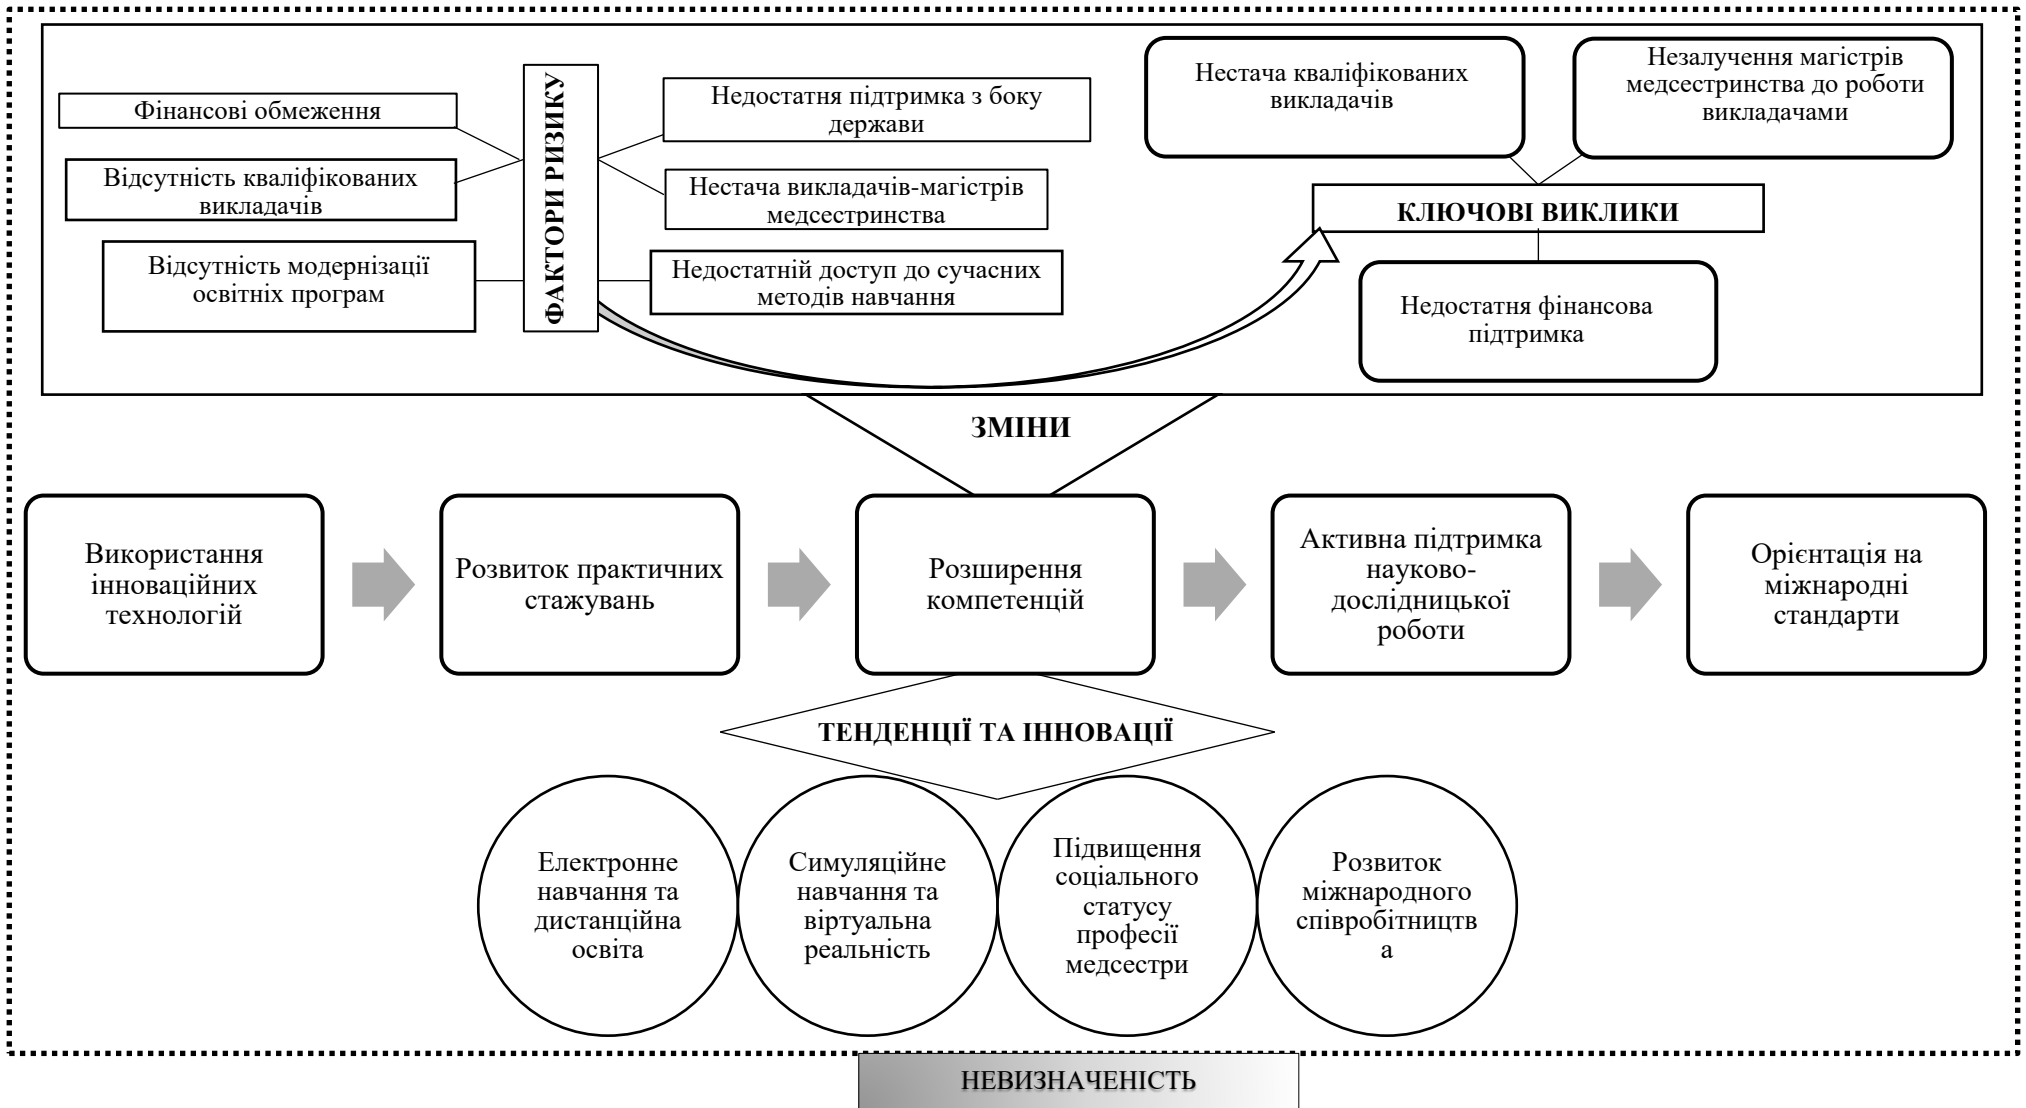 Фінансові обмеження
Відсутність кваліфікованих
викладачів
Відсутність модернізації
освітніх програм
ФАКТОРИ РИЗИКУ
Недостатня підтримка з боку
держави
Нестача викладачів-магістрів
медсестринства
Недостатній доступ до сучасних
методів навчання
Нестача кваліфікованих
викладачів
Незалучення магістрів
медсестринства до роботи
викладачами
КЛЮЧОВІ ВИКЛИКИ
Недостатня фінансова
підтримка
ЗМІНИ
Використання
інноваційних
технологій
Розвиток практичних
стажувань
Розширення
компетенцій
Активна підтримка
науково-
дослідницької
роботи
Орієнтація на
міжнародні
стандарти
ТЕНДЕНЦІЇ ТА ІННОВАЦІЇ
Електронне
навчання та
дистанційна
освіта
Симуляційне
навчання та
віртуальна
реальність
Підвищення
соціального
статусу
професії
медсестри
Розвиток
міжнародного
співробітництв
а
НЕВИЗНАЧЕНІСТЬ